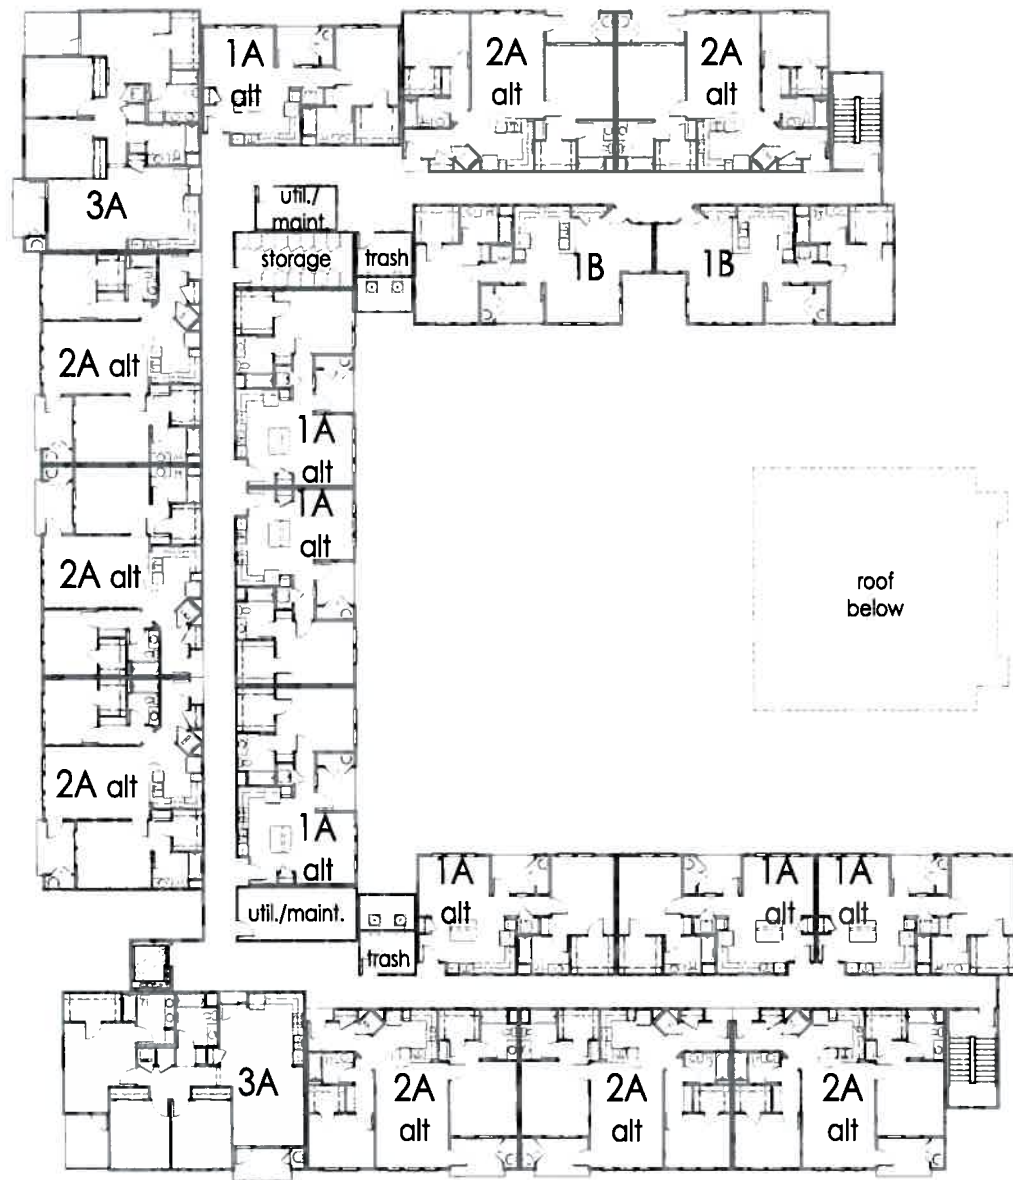 1A
alt
2A
alt
2A
alt
3A
util./
maint.
storage
trash
1B
1B
2A alt
1A
alt
1A
alt
2A alt
roof
below
2A alt
1A
alt
util./maint.
trash
1A
alt
1A
alt
1A
alt
3A
2A
alt
2A
alt
2A
alt